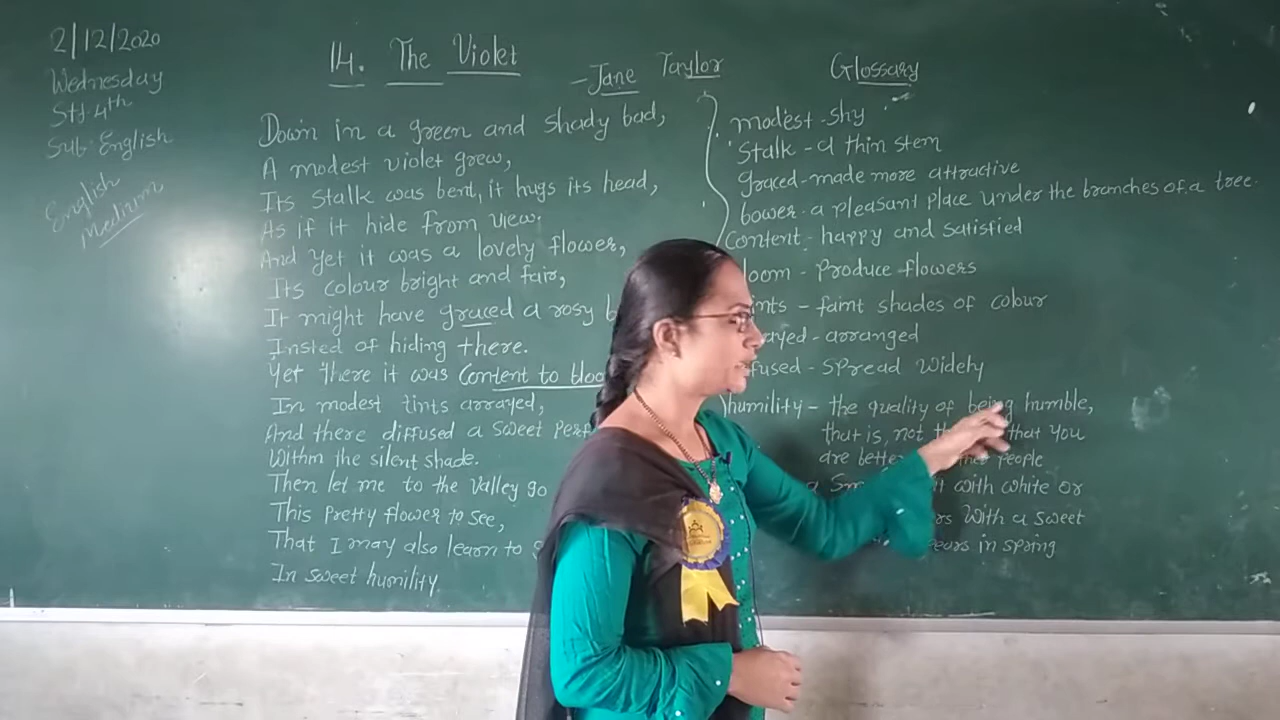 2/12/2020
Wednesday
Std. 4th
Sub: English
English
Medium
14. The Violet
- Jane Taylor
Down in a green and shady bad,
A modest violet grew,
Its stalk was bent, it hugs its head,
As if it hide from view.
And yet it was a lovely flower,
Its colour bright and fair,
It might have graced a rosy
Insted of hiding there.
Yet there it was Content to
In modest tints arrayed,
And there diffused a sweet
Within the silent shade.
Then let me to the valley go
This pretty flower to see,
That I may also learn to
In sweet humility.
Glossary
modest - shy
Stalk - a thin stem
graced - made more attractive
bower - a pleasant place under the branches of a tree.
Content - happy and satisfied
loom - Produce flowers
ints - faint shades of colour
ayed - arranged
fused - spread widely
humility - the quality of being humble,
that is, not that you
are better people
a with white or
with a sweet
in spring